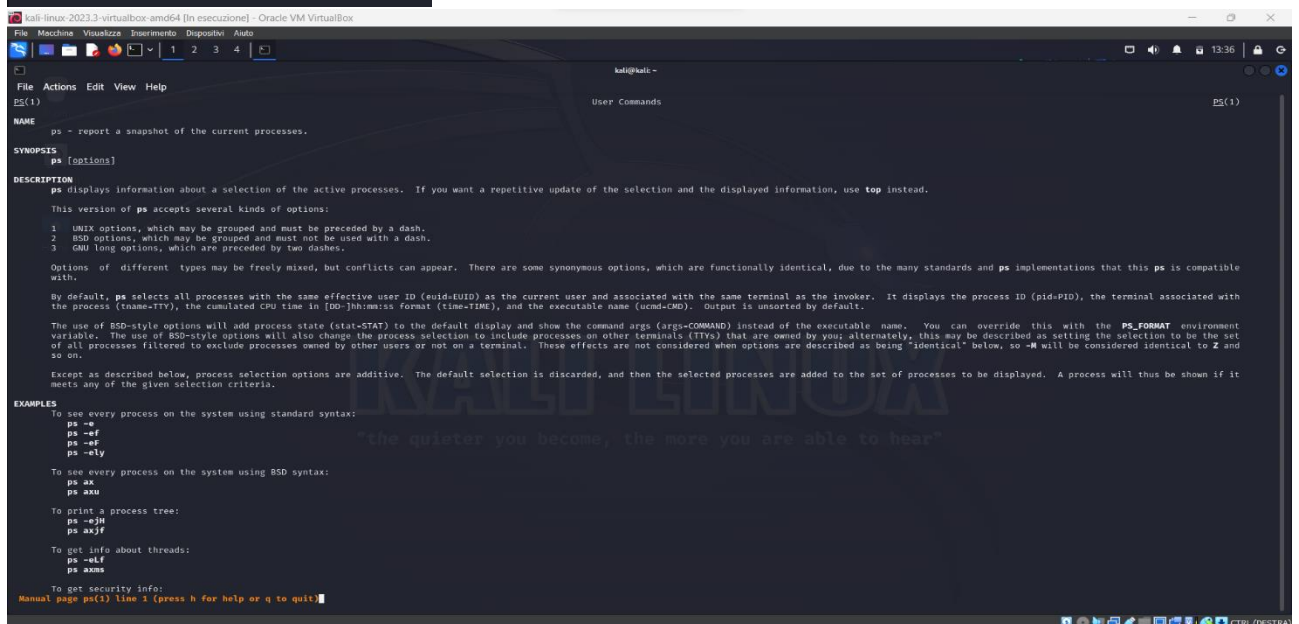 kali-linux-2023.3-virtualbox-amd64 [In esecuzione] - Oracle VM VirtualBox
File Macchina Visualizza Inserimento Dispositivi Aiuto
1 2 3 4 13:36
kali@kali: ~
File Actions Edit View Help
PS(1) User Commands PS(1)
NAME
ps - report a snapshot of the current processes.
SYNOPSIS
ps [options]
DESCRIPTION
ps displays information about a selection of the active processes. If you want a repetitive update of the selection and the displayed information, use top instead.
This version of ps accepts several kinds of options:
1 UNIX options, which may be grouped and must be preceded by a dash.
2 BSD options, which may be grouped and must not be used with a dash.
3 GNU long options, which are preceded by two dashes.
Options of different types may be freely mixed, but conflicts can appear. There are some synonymous options, which are functionally identical, due to the many standards and ps implementations that this ps is compatible
with.
By default, ps selects all processes with the same effective user ID (euid=EUID) as the current user and associated with the same terminal as the invoker. It displays the process ID (pid=PID), the terminal associated with
the process (tname=TTY), the cumulated CPU time in [DD-]hh:mm:ss format (time=TIME), and the executable name (ucmd=CMD). Output is unsorted by default.
The use of BSD-style options will add process state (stat=STAT) to the default display and show the command args (args=COMMAND) instead of the executable name. You can override this with the PS_FORMAT environment
variable. The use of BSD-style options will also change the process selection to include processes on other terminals (TTYs) that are owned by you; alternately, this may be described as setting the selection to be the set
of all processes filtered to exclude processes owned by other users or not on a terminal. These effects are not considered when options are described as being "identical" below, so -M will be considered identical to Z and
so on.
Except as described below, process selection options are additive. The default selection is discarded, and then the selected processes are added to the set of processes to be displayed. A process will thus be shown if it
meets any of the given selection criteria.
KALI LINUX
"the quieter you become, the more you are able to hear"
EXAMPLES
To see every process on the system using standard syntax:
ps -e
ps -ef
ps -eF
ps -ely
To see every process on the system using BSD syntax:
ps ax
ps axu
To print a process tree:
ps -ejH
ps axjf
To get info about threads:
ps -eLf
ps axms
To get security info:
Manual page ps(1) line 1 (press h for help or q to quit)
CTRL (DESTRA)